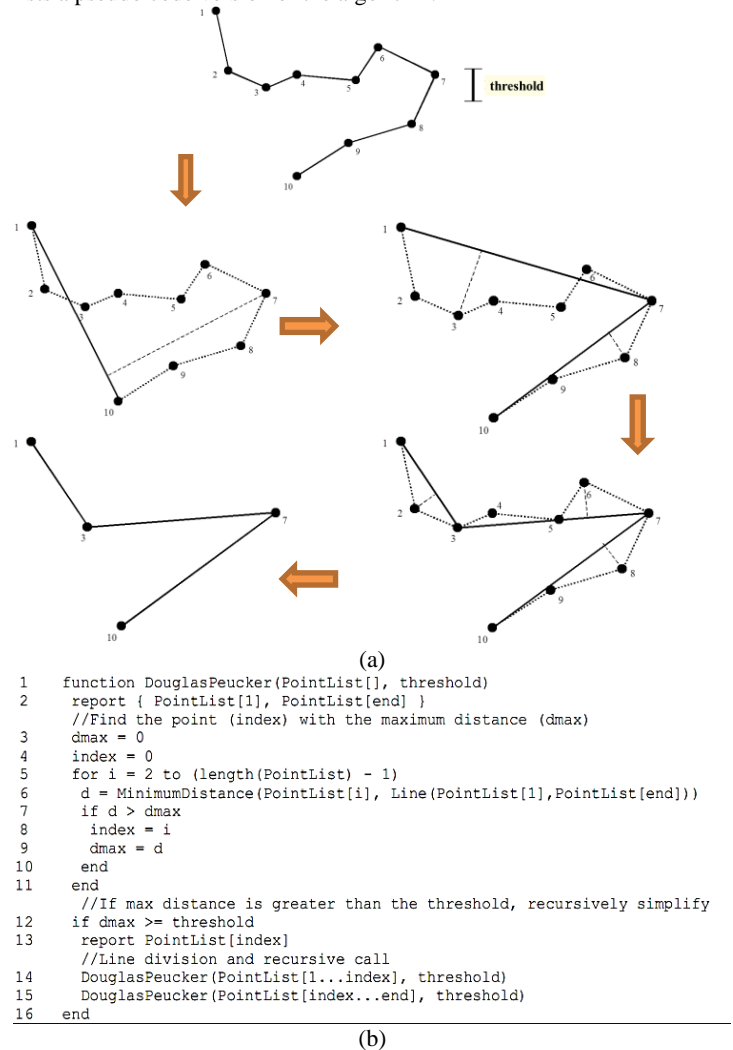 1
2
3
4
5
6
7
8
9
10
threshold
1
2
3
4
5
6
7
8
9
10
1
2
3
4
5
6
7
8
9
10
1
3
7
10
1
2
3
4
5
6
7
8
9
10
(a)
1 function DouglasPeucker(PointList[], threshold)
2 report { PointList[1], PointList[end] }
//Find the point (index) with the maximum distance (dmax)
3 dmax = 0
4 index = 0
5 for i = 2 to (length(PointList) - 1)
6 d = MinimumDistance(PointList[i], Line(PointList[1],PointList[end]))
7 if d > dmax
8 index = i
9 dmax = d
10 end
11 end
//If max distance is greater than the threshold, recursively simplify
12 if dmax >= threshold
13 report PointList[index]
//Line division and recursive call
14 DouglasPeucker(PointList[1...index], threshold)
15 DouglasPeucker(PointList[index...end], threshold)
16 end
(b)